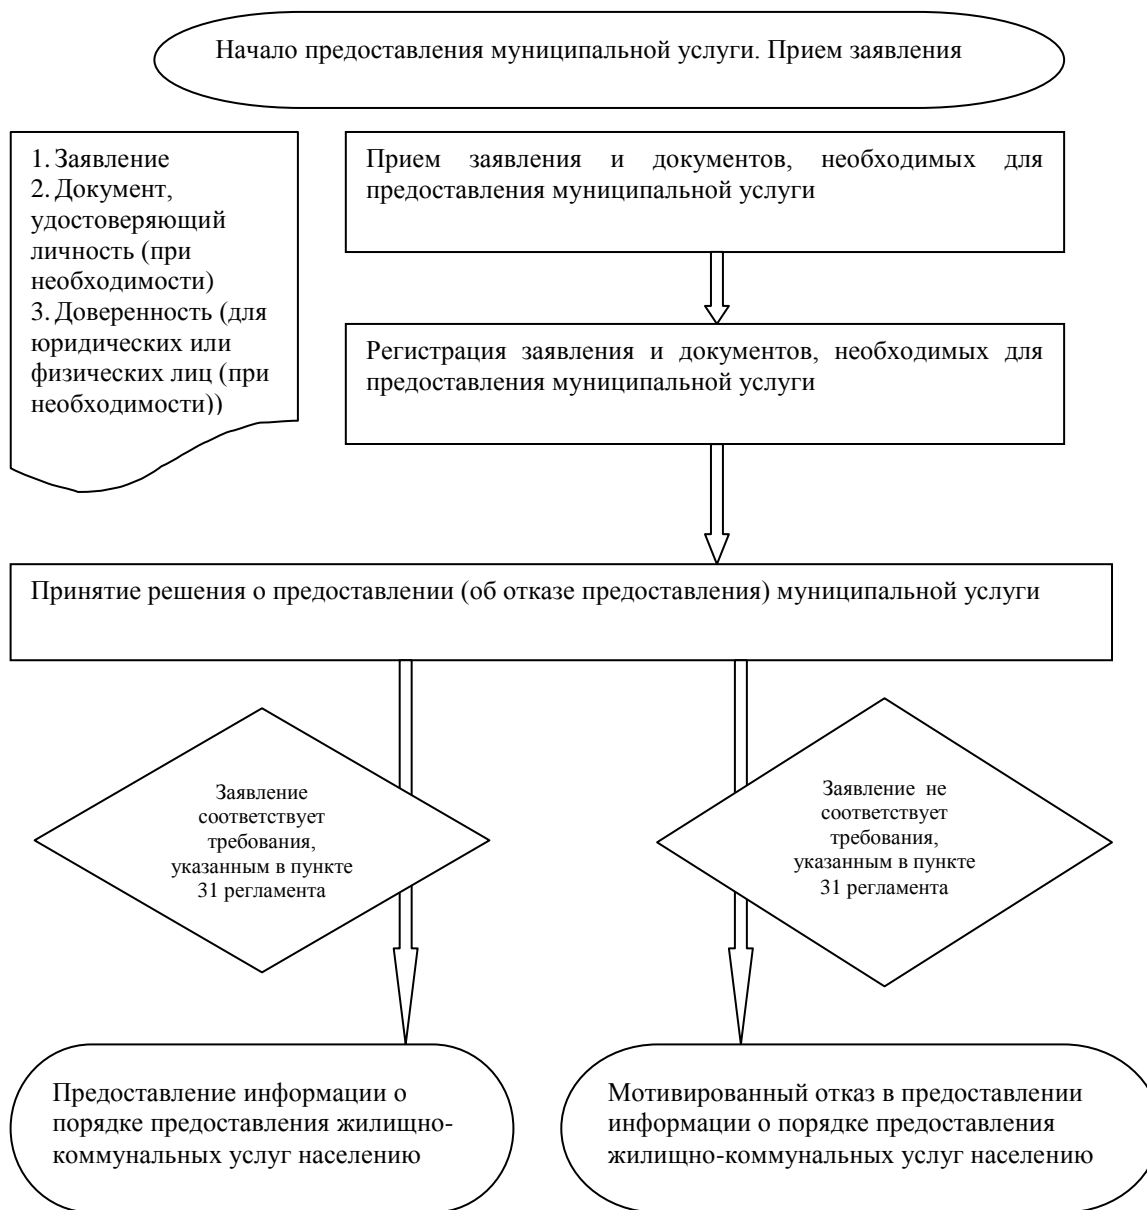 Начало предоставления муниципальной услуги. Прием заявления
1. Заявление
2. Документ,
удостоверяющий
личность (при
необходимости)
3. Доверенность (для
юридических или
физических лиц (при
необходимости))
Прием заявления и документов, необходимых для
предоставления муниципальной услуги
Регистрация заявления и документов, необходимых для
предоставления муниципальной услуги
Принятие решения о предоставлении (об отказе предоставления) муниципальной услуги
Заявление
соответствует
требования,
указанным в пункте
31 регламента
Заявление не
соответствует
требования,
указанным в пункте
31 регламента
Предоставление информации о
порядке предоставления жилищно-
коммунальных услуг населению
Мотивированный отказ в предоставлении
информации о порядке предоставления
жилищно-коммунальных услуг населению